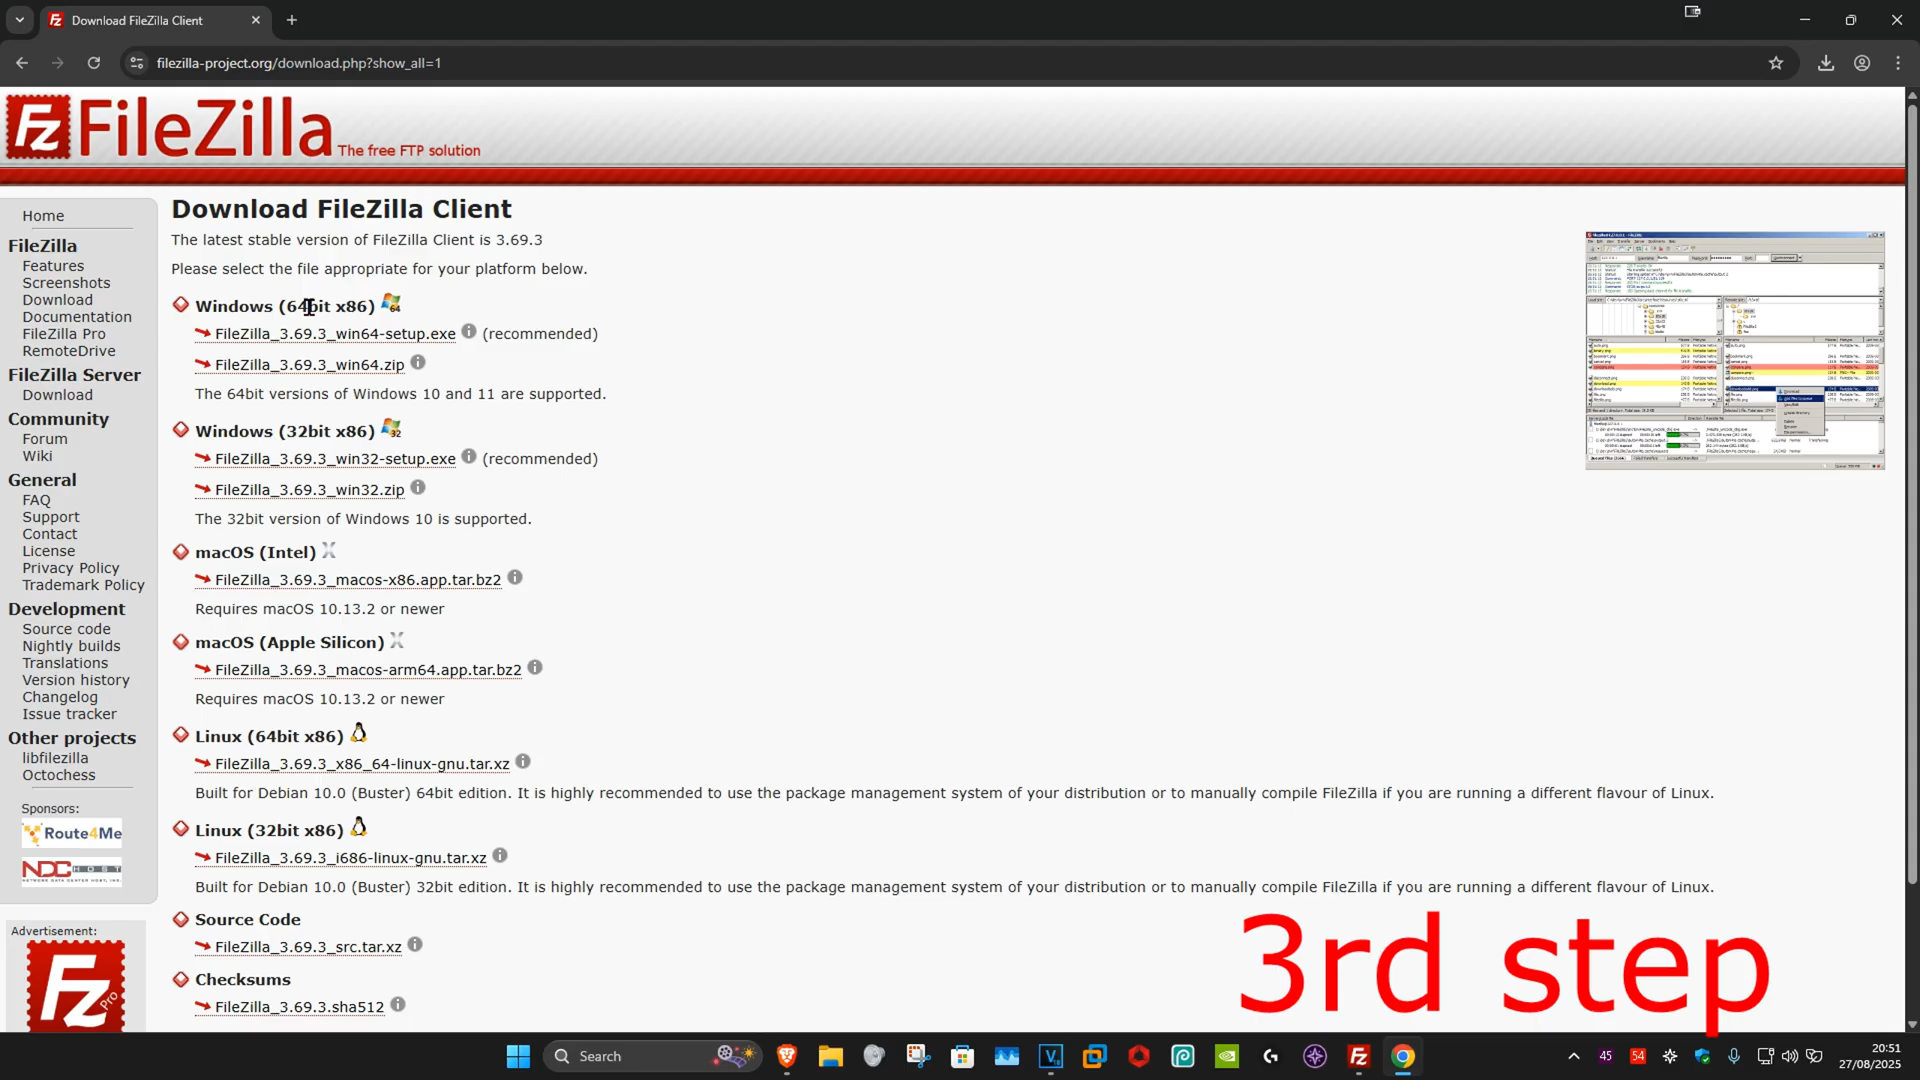 Download FileZilla Client
filezilla-project.org/download.php?show_all=1
FileZilla The free FTP solution
Home
FileZilla
Features
Screenshots
Download
Documentation
FileZilla Pro
RemoteDrive
FileZilla Server
Download
Community
Forum
Wiki
General
FAQ
Support
Contact
License
Privacy Policy
Trademark Policy
Development
Source code
Nightly builds
Translations
Version history
Changelog
Issue tracker
Other projects
libfilezilla
Octochess
Sponsors:
Route4Me
NDC HOST
Advertisement:
Fz Pro
Download FileZilla Client
The latest stable version of FileZilla Client is 3.69.3
Please select the file appropriate for your platform below.
Windows (64bit x86)
FileZilla_3.69.3_win64-setup.exe (recommended)
FileZilla_3.69.3_win64.zip
The 64bit versions of Windows 10 and 11 are supported.
Windows (32bit x86)
FileZilla_3.69.3_win32-setup.exe (recommended)
FileZilla_3.69.3_win32.zip
The 32bit version of Windows 10 is supported.
macOS (Intel)
FileZilla_3.69.3_macos-x86.app.tar.bz2
Requires macOS 10.13.2 or newer
macOS (Apple Silicon)
FileZilla_3.69.3_macos-arm64.app.tar.bz2
Requires macOS 10.13.2 or newer
Linux (64bit x86)
FileZilla_3.69.3_x86_64-linux-gnu.tar.xz
Built for Debian 10.0 (Buster) 64bit edition. It is highly recommended to use the package management system of your distribution or to manually compile FileZilla if you are running a different flavour of Linux.
Linux (32bit x86)
FileZilla_3.69.3_i686-linux-gnu.tar.xz
Built for Debian 10.0 (Buster) 32bit edition. It is highly recommended to use the package management system of your distribution or to manually compile FileZilla if you are running a different flavour of Linux.
Source Code
FileZilla_3.69.3_src.tar.xz
Checksums
FileZilla_3.69.3.sha512
3rd step
Search
45
54
20:51
27/08/2025